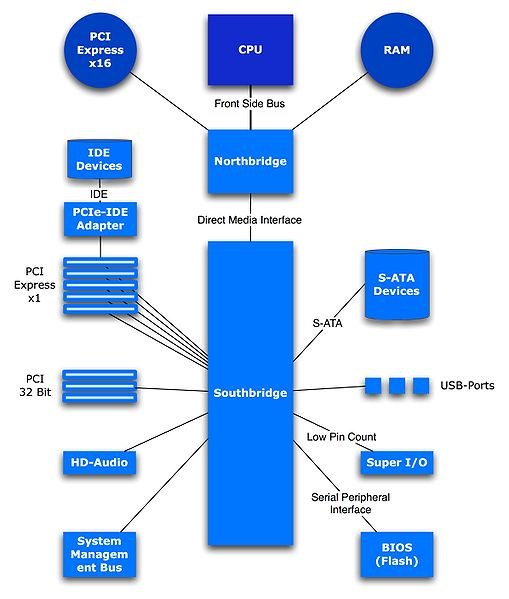 PCI
Express
x16
CPU
RAM
Front Side Bus
Northbridge
IDE
Devices
IDE
PCIe-IDE
Adapter
Direct Media Interface
PCI
Express
x1
S-ATA
Devices
S-ATA
PCI
32 Bit
Southbridge
USB-Ports
HD-Audio
Low Pin Count
Super I/O
Serial Peripheral
Interface
System
Managem
ent Bus
BIOS
(Flash)